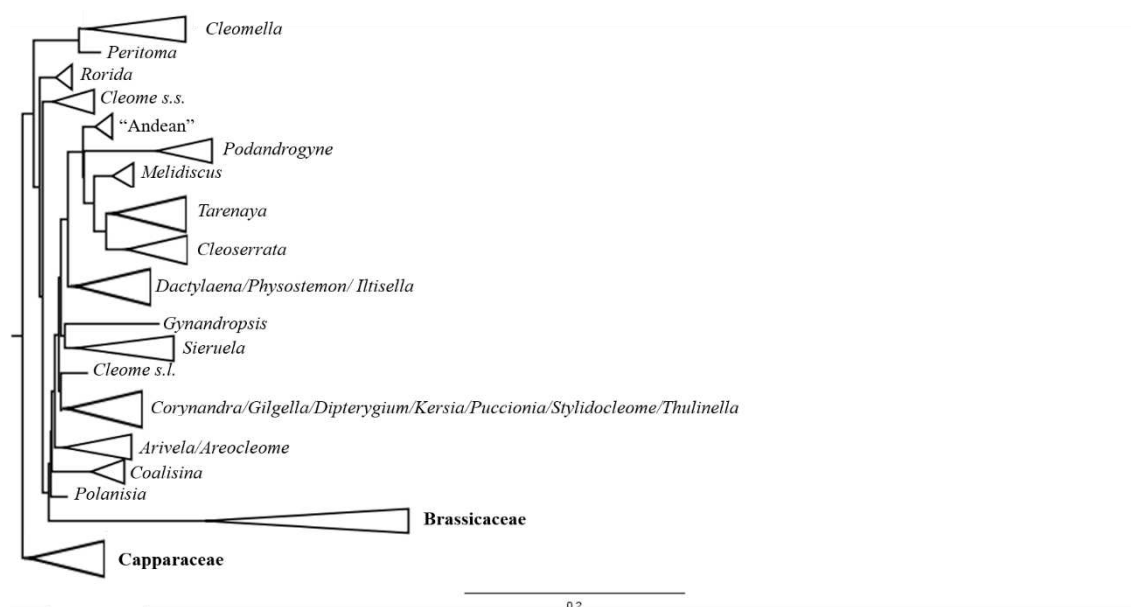 Cleomella
Peritoma
Rorida
Cleome s.s.
“Andean”
Podandrogyne
Melidiscus
Tarenaya
Cleoserrata
Dactylaena/Physostemon/ Iltisella
Gynandropsis
Sieruela
Cleome s.l.
Corynandra/Gilgella/Dipterygium/Kersia/Puccionia/Stylidocleome/Thulinella
Arivela/Areocleome
Coalisina
Polanisia
Brassicaceae
Capparaceae